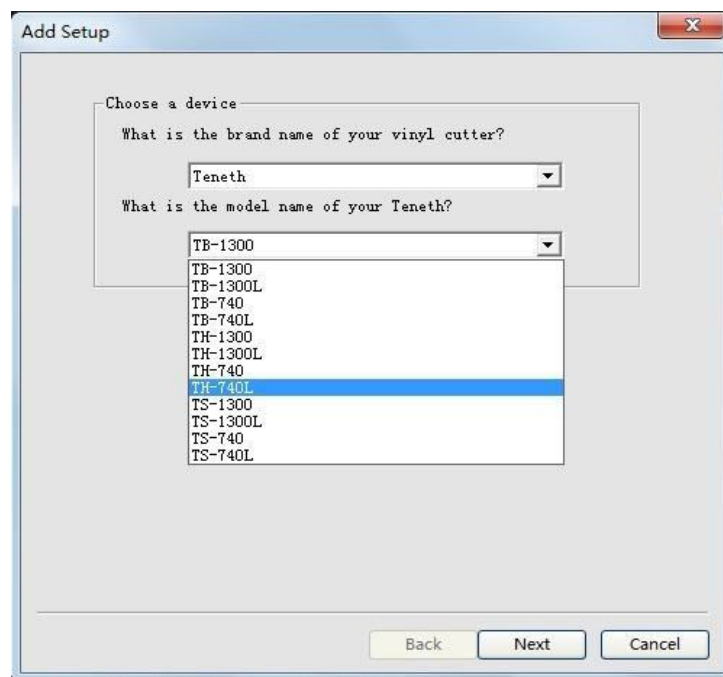 Add Setup
Choose a device
What is the brand name of your vinyl cutter?
Teneth
What is the model name of your Teneth?
TB-1300
TB-1300
TB-1300L
TB-740
TB-740L
TH-1300
TH-1300L
TH-740
TH-740L
TS-1300
TS-1300L
TS-740
TS-740L
Back Next Cancel